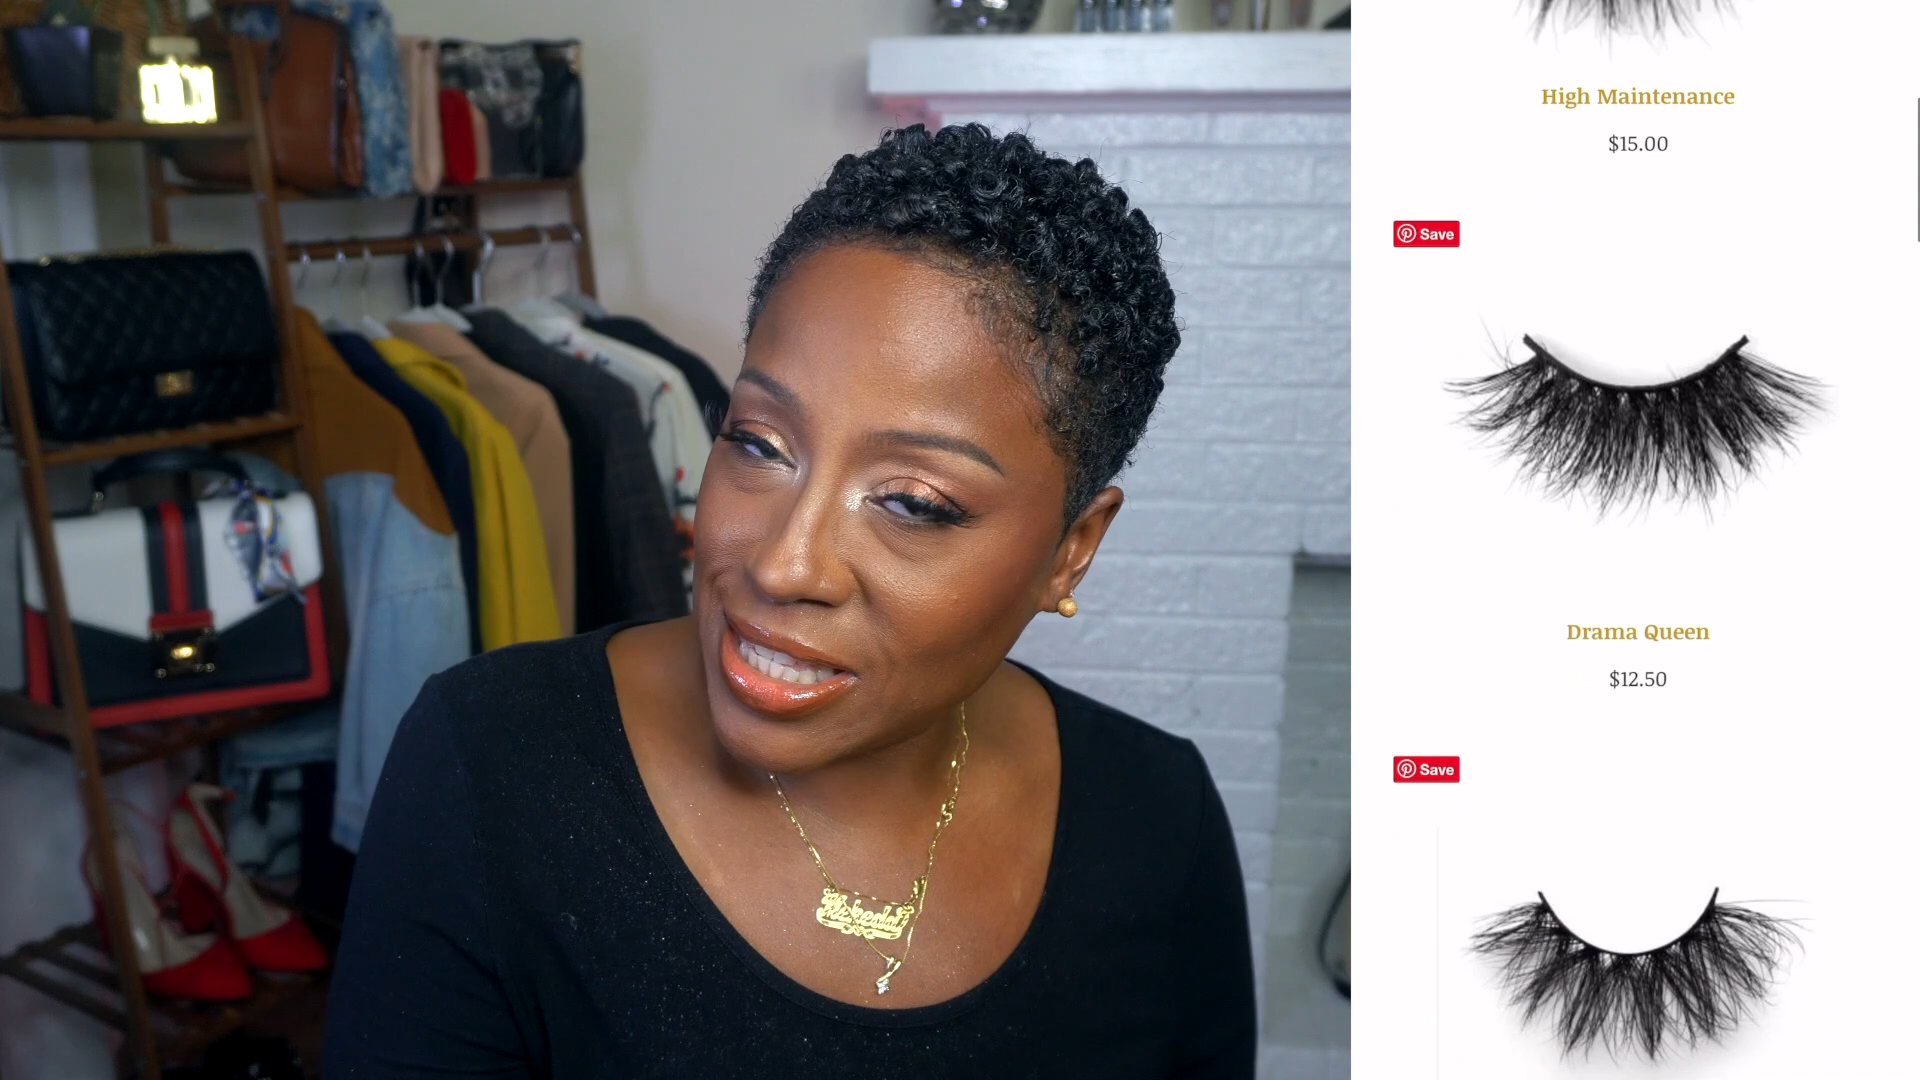 High Maintenance
$15.00
Save
Drama Queen
$12.50
Save